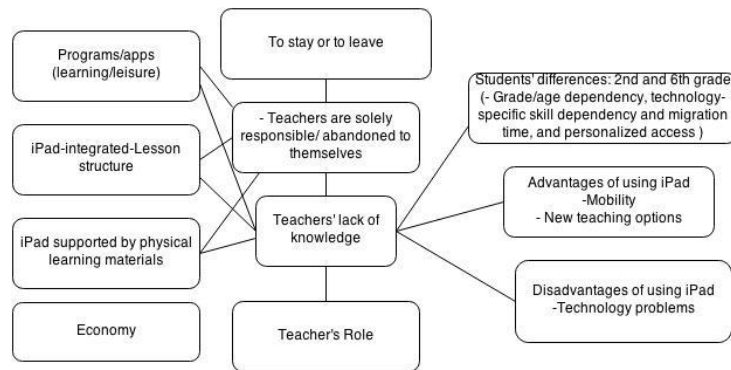 Programs/apps
(learning/leisure)
iPad-integrated-Lesson
structure
iPad supported by physical
learning materials
Economy
To stay or to leave
- Teachers are solely
responsible/ abandoned to
themselves
Teachers' lack of
knowledge
Teacher's Role
Students' differences: 2nd and 6th grade
(- Grade/age dependency, technology-
specific skill dependency and migration
time, and personalized access )
Advantages of using iPad
-Mobility
- New teaching options
Disadvantages of using iPad
-Technology problems